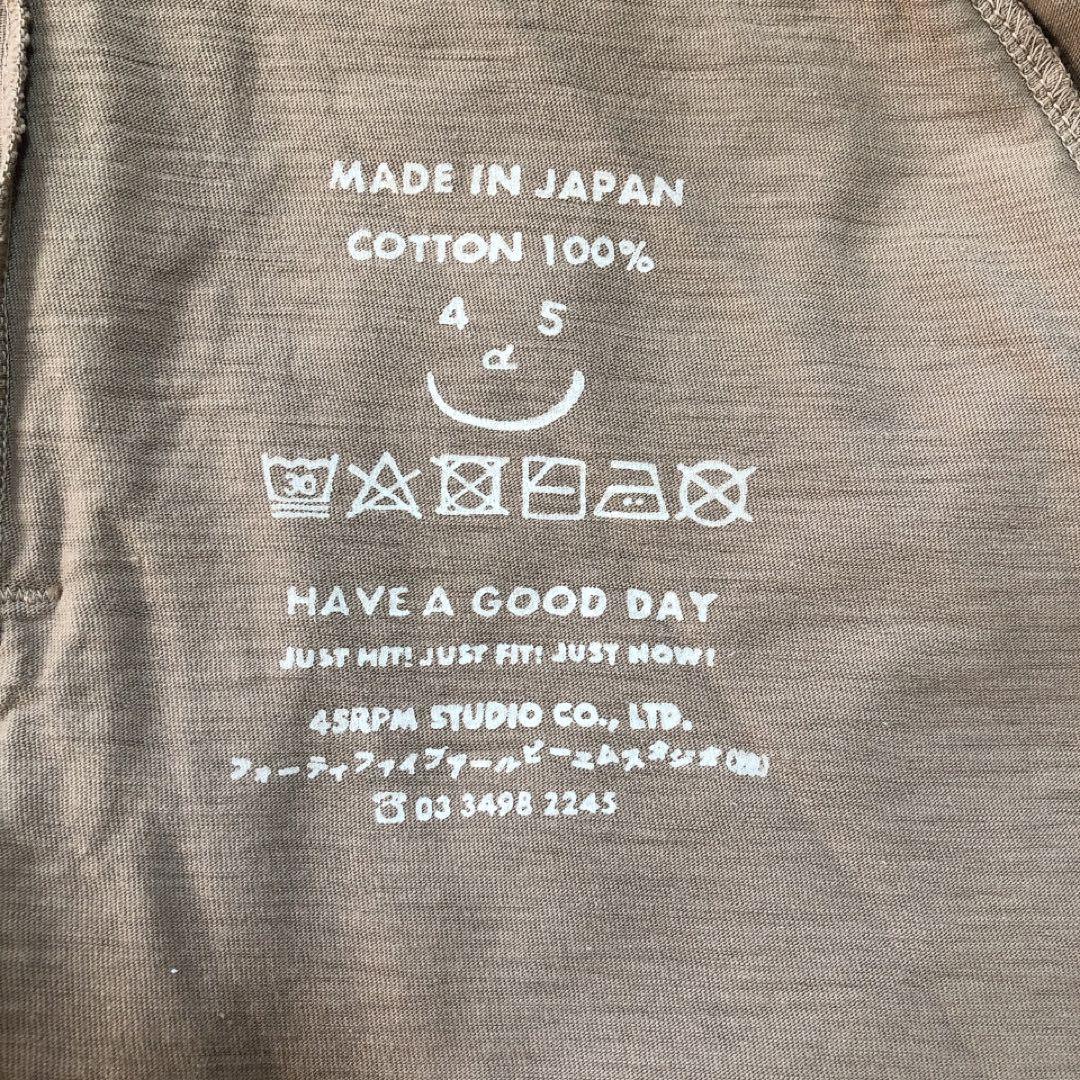 MADE IN JAPAN
COTTON 100%
4 5
R
30
HAVE A GOOD DAY
JUST HIT! JUST FIT! JUST NOW!
45RPM STUDIO CO., LTD.
フォーティファイブアールピーエムスタジオ(株)
☎ 03 3498 2245